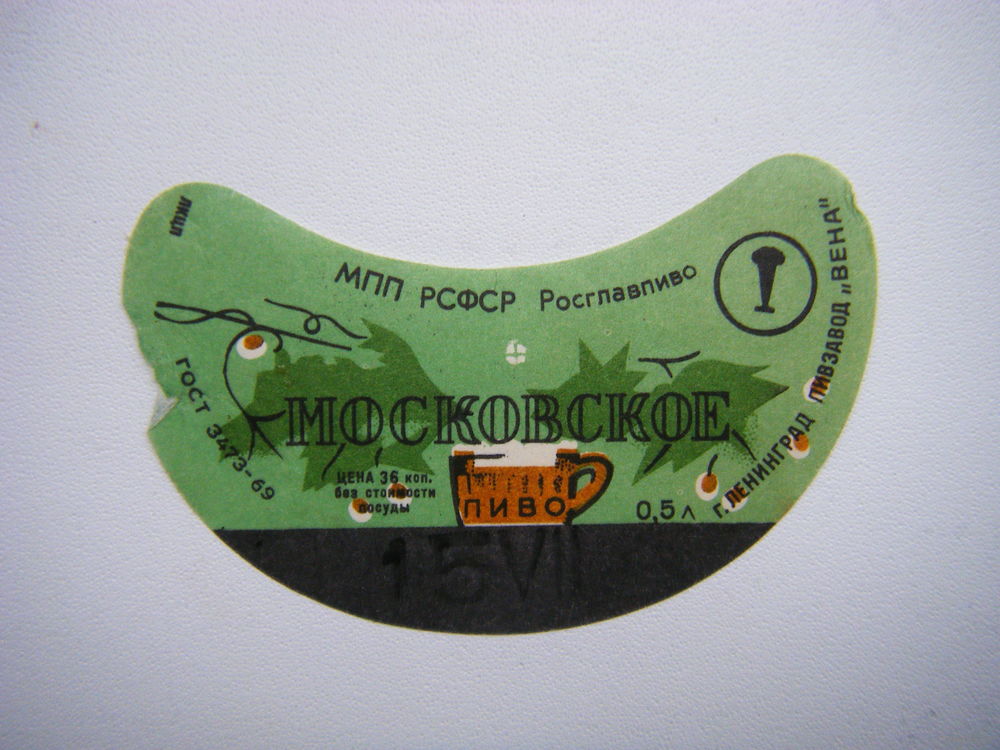 ЛКЦП
МПП РСФСР Росглавпиво
г. ЛЕНИНГРАД ПИВЗАВОД „ВЕНА"
ГОСТ 3473-69
МОСКОВСКОЕ
ЦЕНА 36 коп.
без стоимости
посуды
ПИВО
0,5 л
15 VII